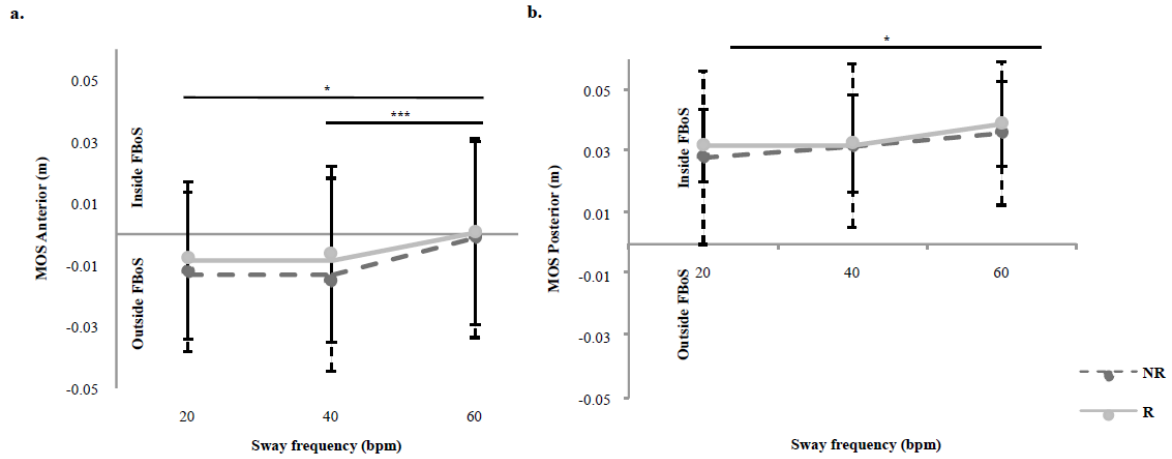 a.
*
***
MOS Anterior (m)
Inside FBoS
Outside FBoS
0.05
0.03
0.01
-0.01
-0.03
-0.05
20 40 60
Sway frequency (bpm)
b.
*
MOS Posterior (m)
Inside FBoS
Outside FBoS
0.05
0.03
0.01
-0.01
-0.03
-0.05
20 40 60
Sway frequency (bpm)
NR
R